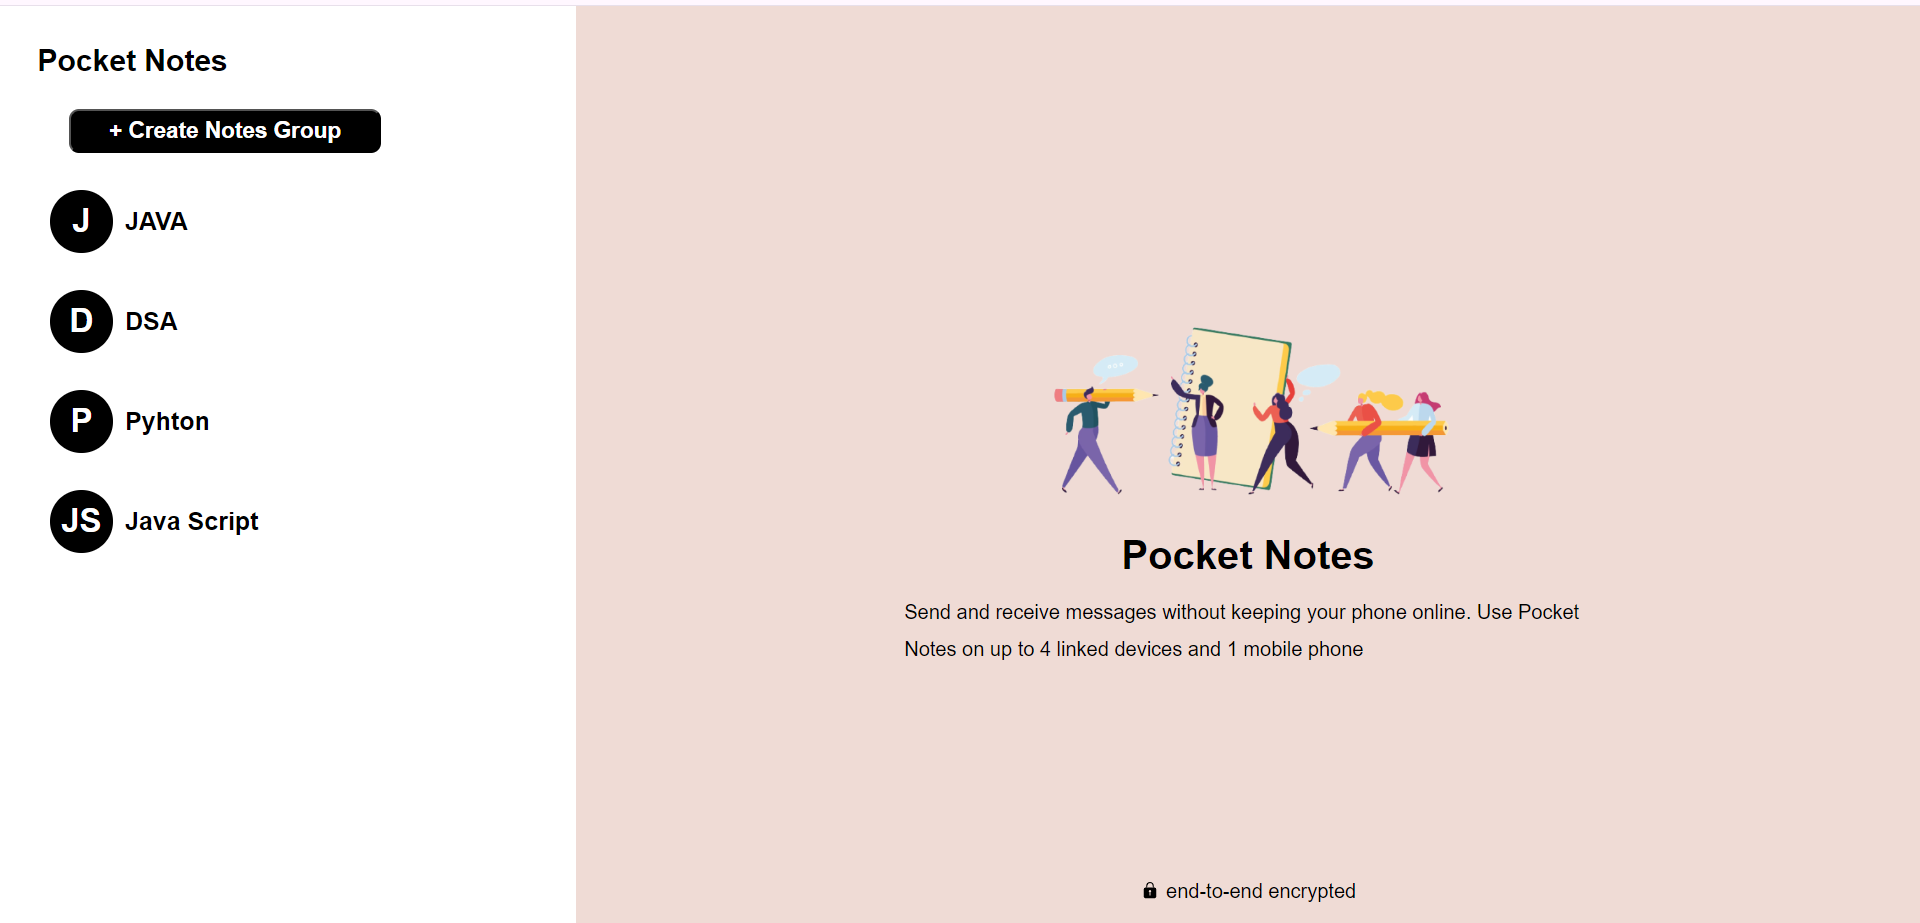 Pocket Notes
+ Create Notes Group
J JAVA
D DSA
P Pyhton
JS Java Script
Pocket Notes
Send and receive messages without keeping your phone online. Use Pocket
Notes on up to 4 linked devices and 1 mobile phone
end-to-end encrypted